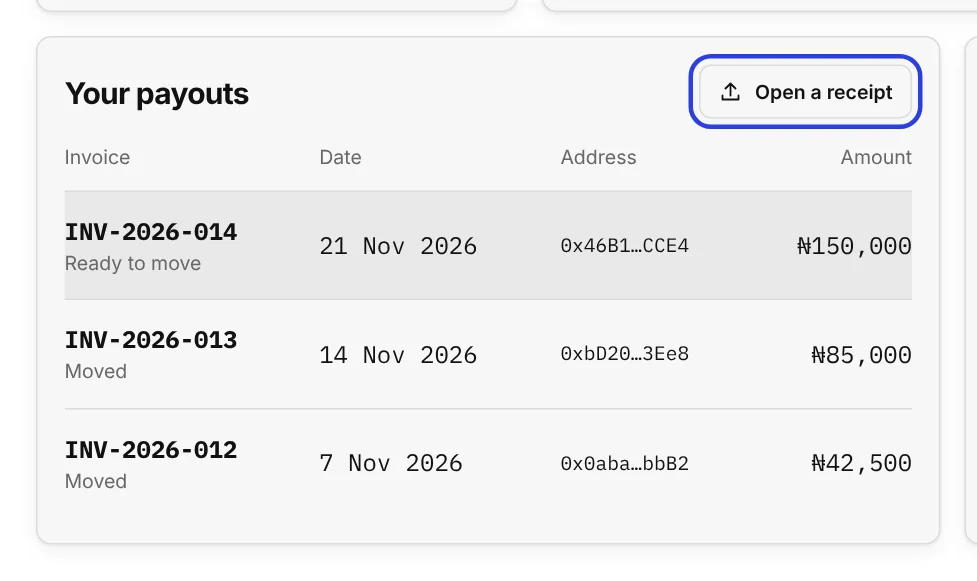 Your payouts
Open a receipt
Invoice Date Address Amount
INV-2026-014
Ready to move
21 Nov 2026 0x46B1…CCE4 ₦150,000
INV-2026-013
Moved
14 Nov 2026 0xbD20…3Ee8 ₦85,000
INV-2026-012
Moved
7 Nov 2026 0x0aba…bbB2 ₦42,500